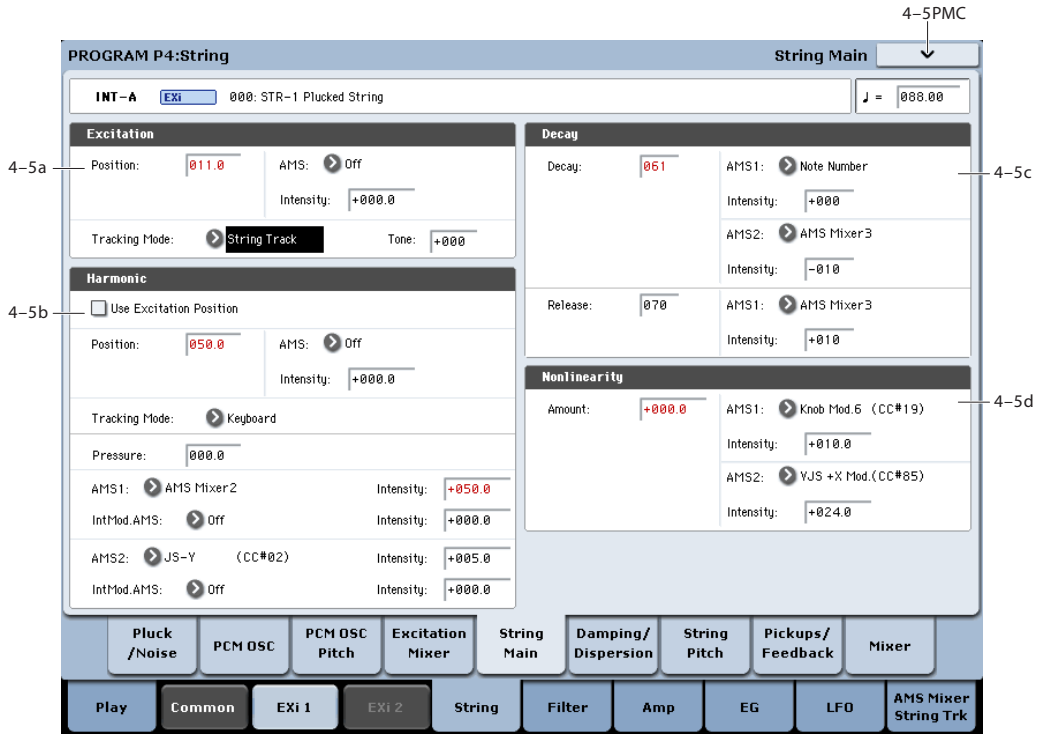 4–5PMC
PROGRAM P4:String
String Main
INT–A EXi 000: STR–1 Plucked String
♩ = 088.00
Excitation
4–5a
Position: 011.0 AMS: Off
Intensity: +000.0
Tracking Mode: String Track Tone: +000
Harmonic
4–5b
Use Excitation Position
Position: 050.0 AMS: Off
Intensity: +000.0
Tracking Mode: Keyboard
Pressure: 000.0
AMS1: AMS Mixer2 Intensity: +050.0
IntMod.AMS: Off Intensity: +000.0
AMS2: JS–Y (CC#02) Intensity: +005.0
IntMod.AMS: Off Intensity: +000.0
Decay
4–5c
Decay: 061 AMS1: Note Number
Intensity: +000
AMS2: AMS Mixer3
Intensity: –010
Release: 070 AMS1: AMS Mixer3
Intensity: +010
Nonlinearity
4–5d
Amount: +000.0 AMS1: Knob Mod.6 (CC#19)
Intensity: +010.0
AMS2: VJS +X Mod.(CC#85)
Intensity: +024.0
Pluck
/Noise
PCM OSC
PCM OSC
Pitch
Excitation
Mixer
String
Main
Damping/
Dispersion
String
Pitch
Pickups/
Feedback
Mixer
Play
Common
EXi 1
EXi 2
String
Filter
Amp
EG
LFO
AMS Mixer
String Trk